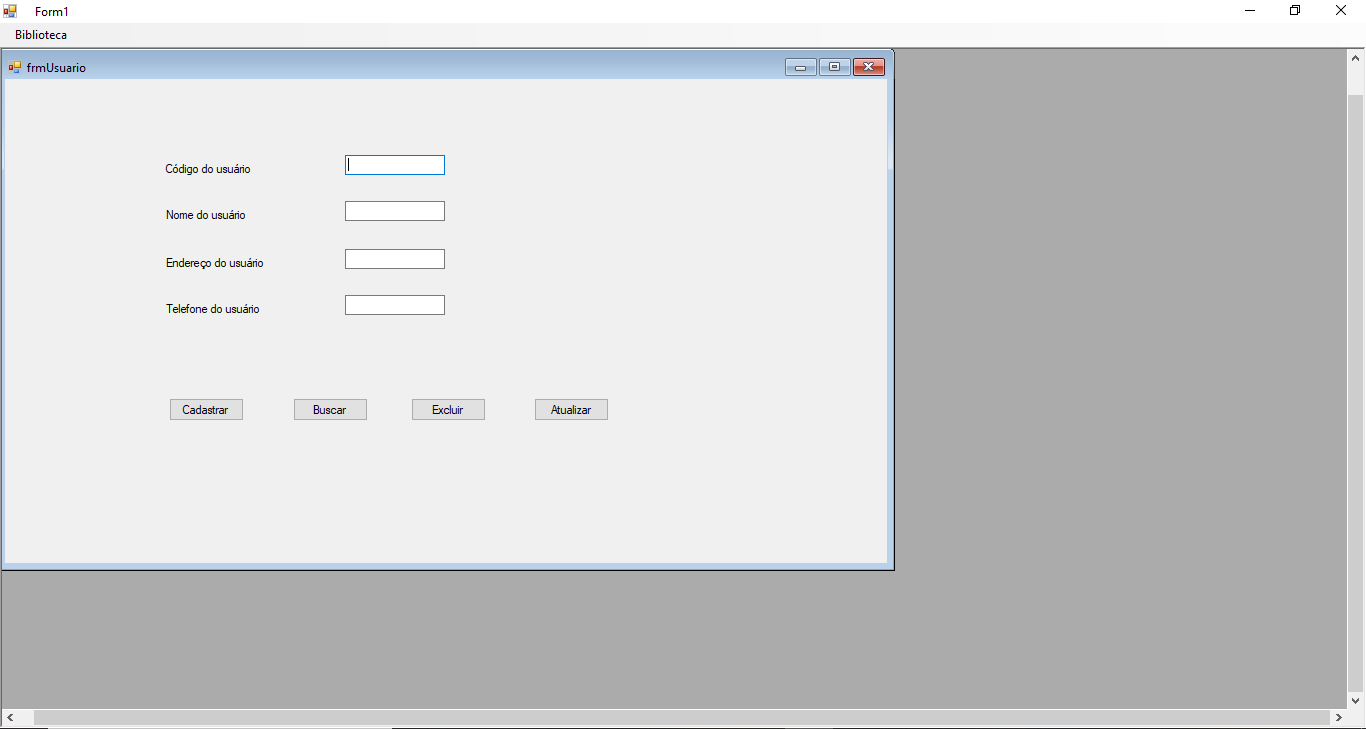 Form1
Biblioteca
frmUsuario
Código do usuário
Nome do usuário
Endereço do usuário
Telefone do usuário
Cadastrar Buscar Excluir Atualizar